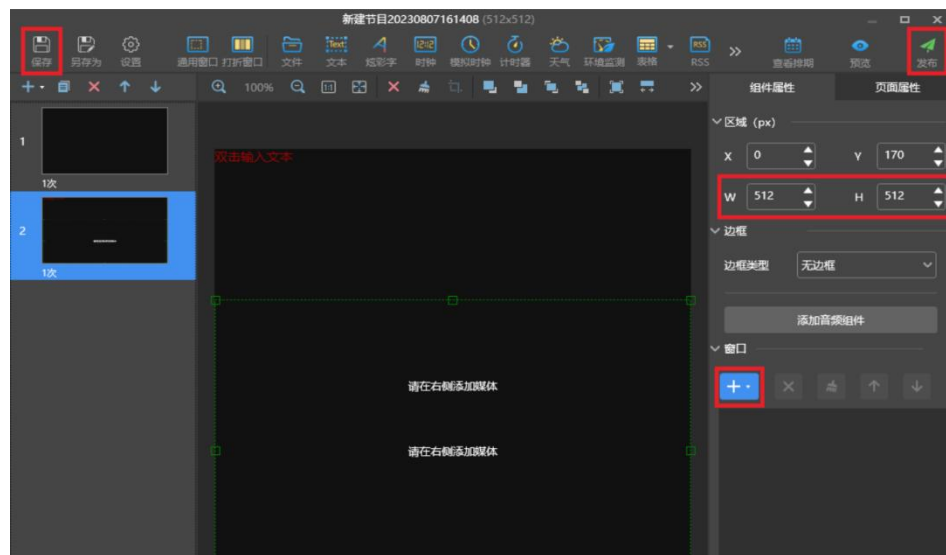 新建节目20230807161408 (512x512)
保存 另存为 设置 通用窗口 打折窗口 文件 Text 文本 炫彩字 12:12 时钟 模拟时钟 计时器 天气 环境监测 表格 RSS RSS 查看排期 预览 发布
100% 1:1 组件属性 页面属性
区域 (px)
1
双击输入文本
X 0 Y 170
1次
W 512 H 512
2
边框
1次
边框类型 无边框
添加音频组件
窗口
请在右侧添加媒体
请在右侧添加媒体